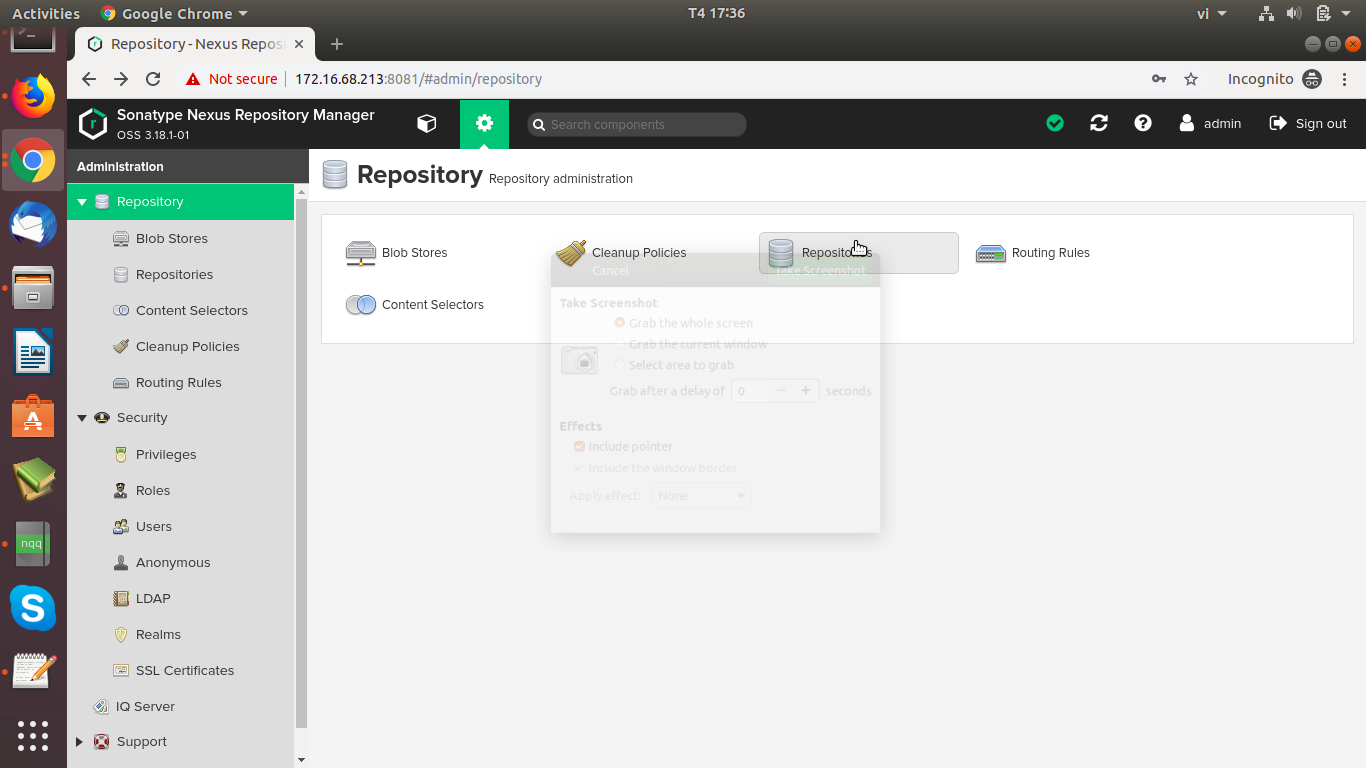 Activities
Google Chrome
T4 17:36
vi
Repository - Nexus Repos
Not secure
172.16.68.213:8081/#admin/repository
Incognito
Sonatype Nexus Repository Manager
OSS 3.18.1-01
Search components
admin
Sign out
Administration
Repository
Blob Stores
Repositories
Content Selectors
Cleanup Policies
Routing Rules
Security
Privileges
Roles
Users
Anonymous
LDAP
Realms
SSL Certificates
IQ Server
Support
Repository Repository administration
Blob Stores
Cleanup Policies
Repositories
Routing Rules
Content Selectors
Cancel
Take Screenshot
Take Screenshot
Grab the whole screen
Grab the current window
Select area to grab
Grab after a delay of 0 − + seconds
Effects
Include pointer
Include the window border
Apply effect: None
nqq